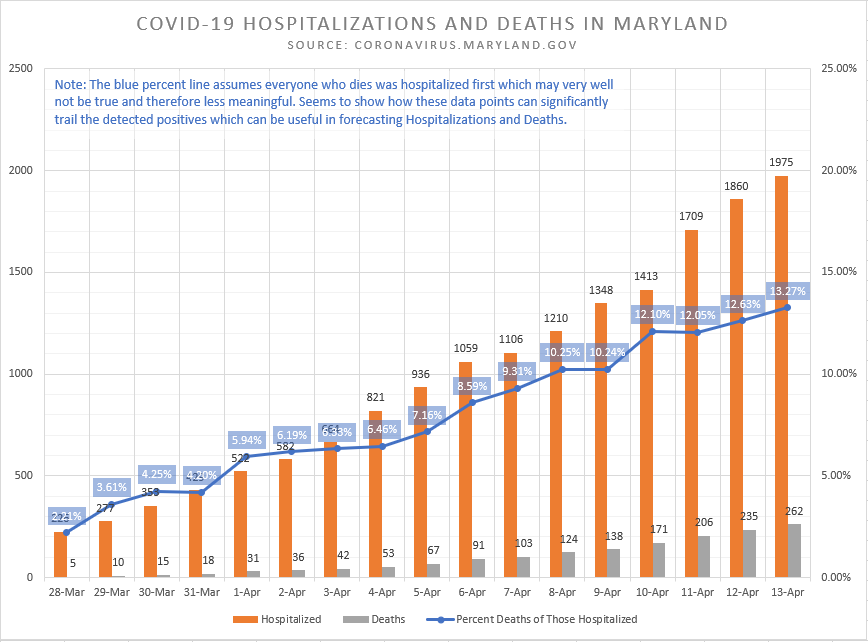 COVID-19 HOSPITALIZATIONS AND DEATHS IN MARYLAND
SOURCE: CORONAVIRUS.MARYLAND.GOV
Note: The blue percent line assumes everyone who dies was hospitalized first which may very well
not be true and therefore less meaningful. Seems to show how these data points can significantly
trail the detected positives which can be useful in forecasting Hospitalizations and Deaths.
2500
2000
1500
1000
500
0
25.00%
20.00%
15.00%
10.00%
5.00%
0.00%
277
353
522
582
821
936
1059
1106
1210
1348
1413
1709
1860
1975
3.61%
4.25%
4.20%
5.94%
6.19%
6.33%
6.46%
7.16%
8.59%
9.31%
10.25%
10.24%
12.10%
12.05%
12.63%
13.27%
5
10
15
18
31
36
42
53
67
91
103
124
138
171
206
235
262
28-Mar
29-Mar
30-Mar
31-Mar
1-Apr
2-Apr
3-Apr
4-Apr
5-Apr
6-Apr
7-Apr
8-Apr
9-Apr
10-Apr
11-Apr
12-Apr
13-Apr
Hospitalized
Deaths
Percent Deaths of Those Hospitalized